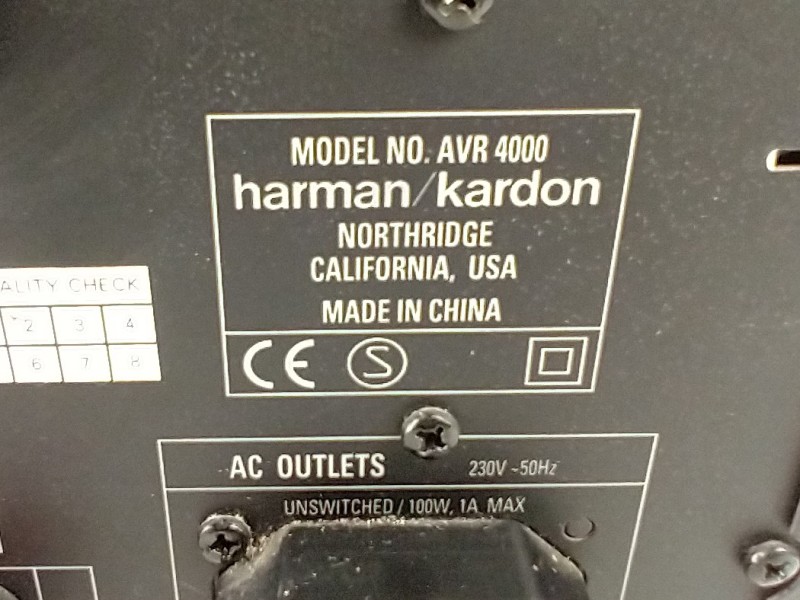 MODEL NO. AVR 4000
harman/kardon
NORTHRIDGE
CALIFORNIA, USA
MADE IN CHINA
CE S
ALITY CHECK
2 3 4
6 7 8
AC OUTLETS 230V ~50Hz
UNSWITCHED / 100W, 1A MAX